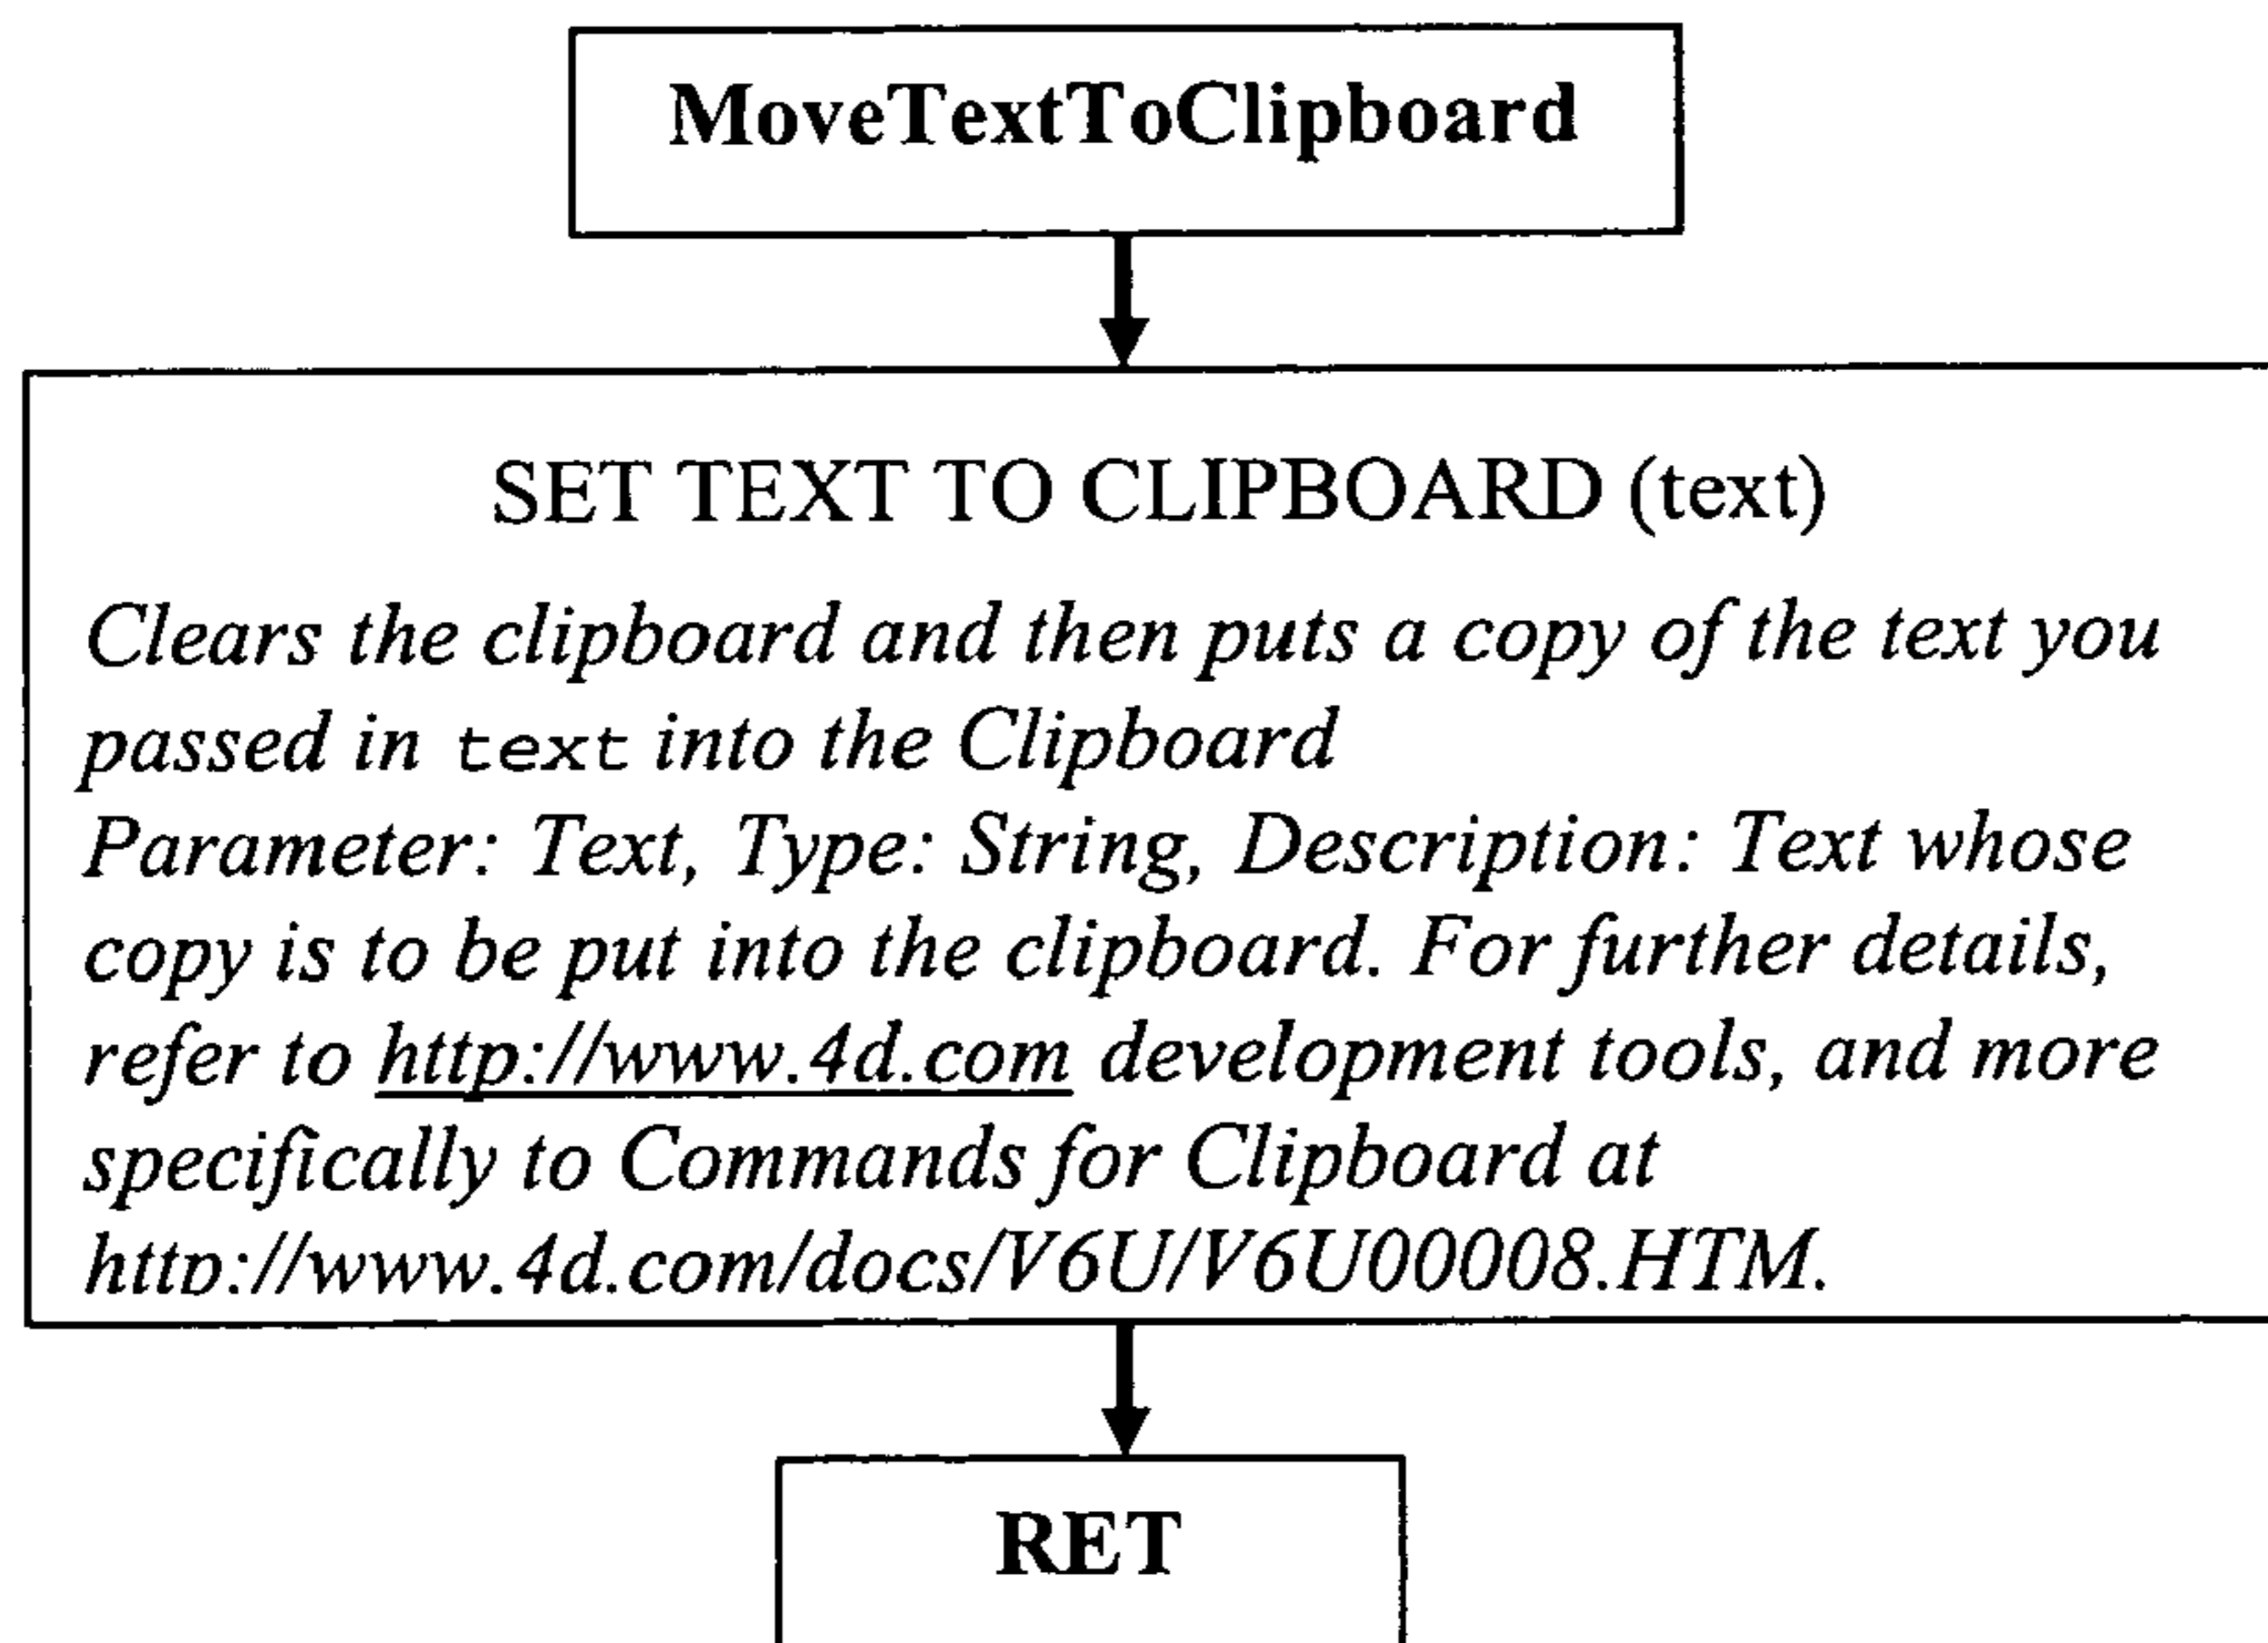 MoveTextToClipboard
SET TEXT TO CLIPBOARD (text)
Clears the clipboard and then puts a copy of the text you
passed in text into the Clipboard
Parameter: Text, Type: String, Description: Text whose
copy is to be put into the clipboard. For further details,
refer to http://www.4d.com development tools, and more
specifically to Commands for Clipboard at
http://www.4d.com/docs/V6U/V6U00008.HTM.
RET